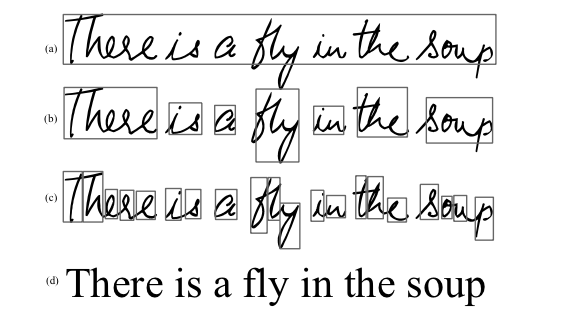 (a) There is a fly in the soup
(b) There is a fly in the soup
(c) There is a fly in the soup
(d) There is a fly in the soup